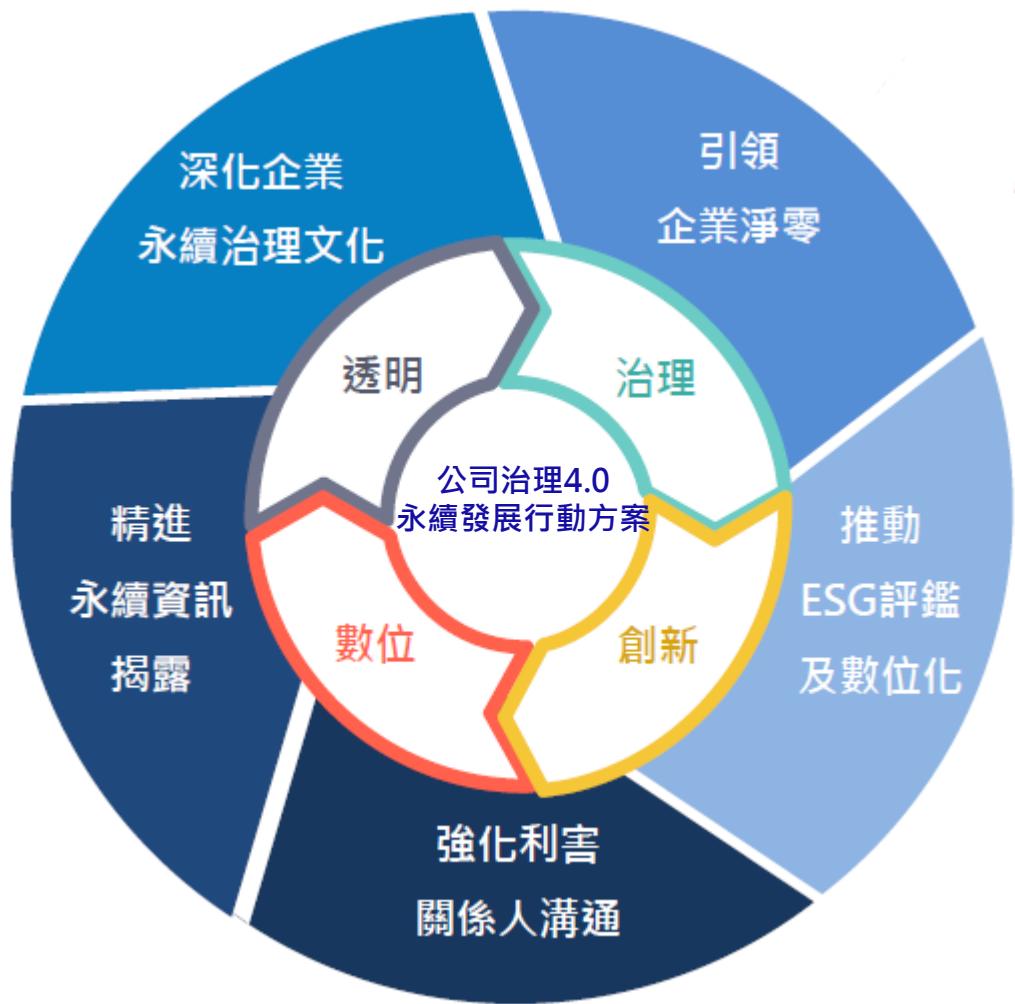 引領
企業淨零
深化企業
永續治理文化
透明
治理
公司治理4.0
永續發展行動方案
精進
永續資訊
揭露
推動
ESG評鑑
及數位化
數位
創新
強化利害
關係人溝通